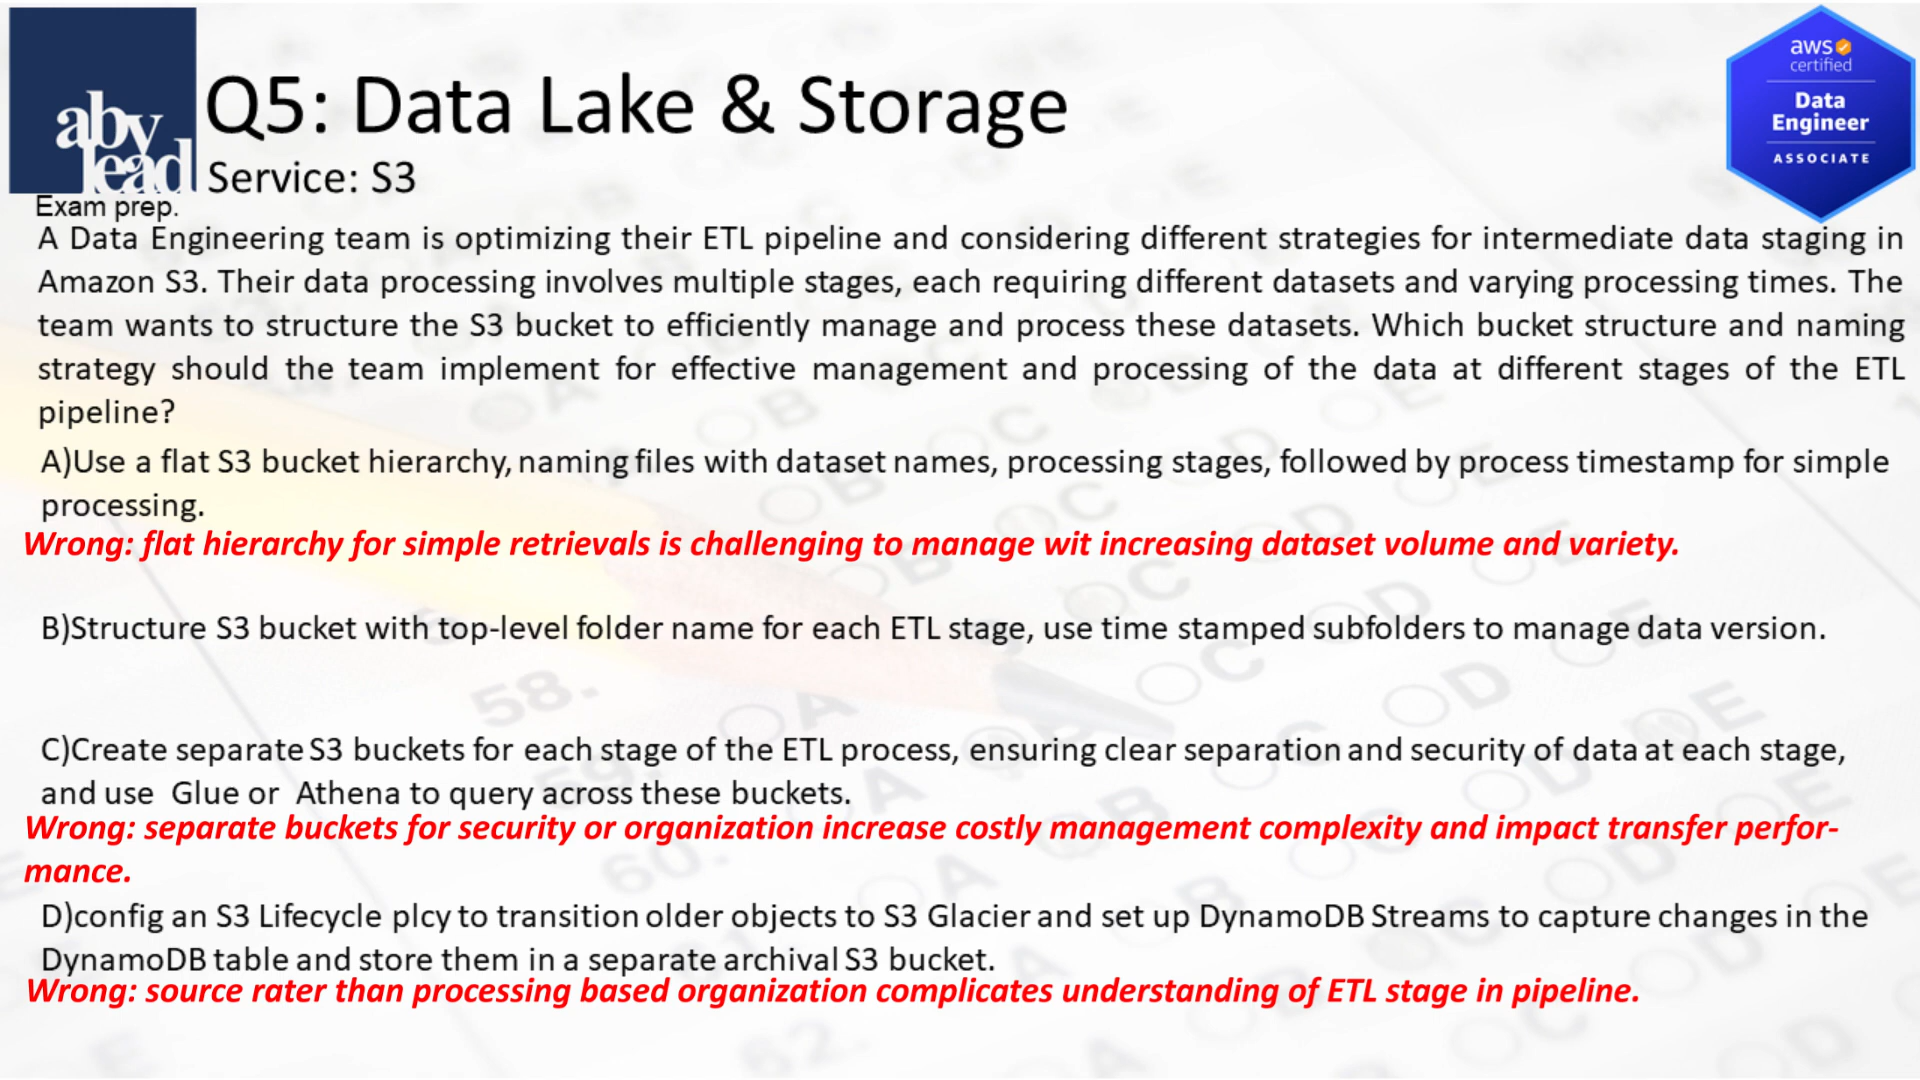 aby
lead
Exam prep.
Q5: Data Lake & Storage
Service: S3
aws
certified
Data
Engineer
ASSOCIATE
A Data Engineering team is optimizing their ETL pipeline and considering different strategies for intermediate data staging in
Amazon S3. Their data processing involves multiple stages, each requiring different datasets and varying processing times. The
team wants to structure the S3 bucket to efficiently manage and process these datasets. Which bucket structure and naming
strategy should the team implement for effective management and processing of the data at different stages of the ETL
pipeline?
A)Use a flat S3 bucket hierarchy, naming files with dataset names, processing stages, followed by process timestamp for simple
processing.
Wrong: flat hierarchy for simple retrievals is challenging to manage wit increasing dataset volume and variety.
B)Structure S3 bucket with top-level folder name for each ETL stage, use time stamped subfolders to manage data version.
C)Create separate S3 buckets for each stage of the ETL process, ensuring clear separation and security of data at each stage,
and use Glue or Athena to query across these buckets.
Wrong: separate buckets for security or organization increase costly management complexity and impact transfer perfor-
mance.
D)config an S3 Lifecycle plcy to transition older objects to S3 Glacier and set up DynamoDB Streams to capture changes in the
DynamoDB table and store them in a separate archival S3 bucket.
Wrong: source rater than processing based organization complicates understanding of ETL stage in pipeline.